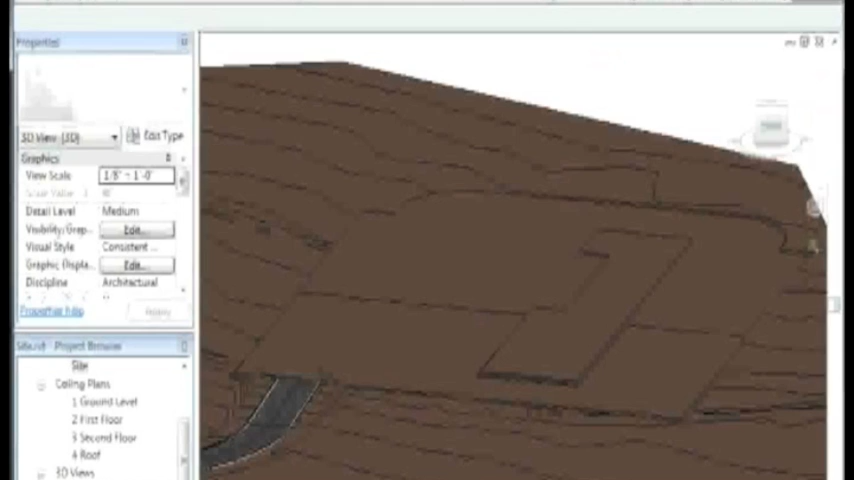 Properties
3D View: {3D}
Edit Type
Graphics
View Scale 1/8" = 1'-0"
Detail Level Medium
Visibility/Grap... Edit...
Visual Style Consistent ...
Graphic Displa... Edit...
Discipline Architectural
Properties help
Apply
Project Browser
Site
Ceiling Plans
1 Ground Level
2 First Floor
3 Second Floor
4 Roof
3D Views